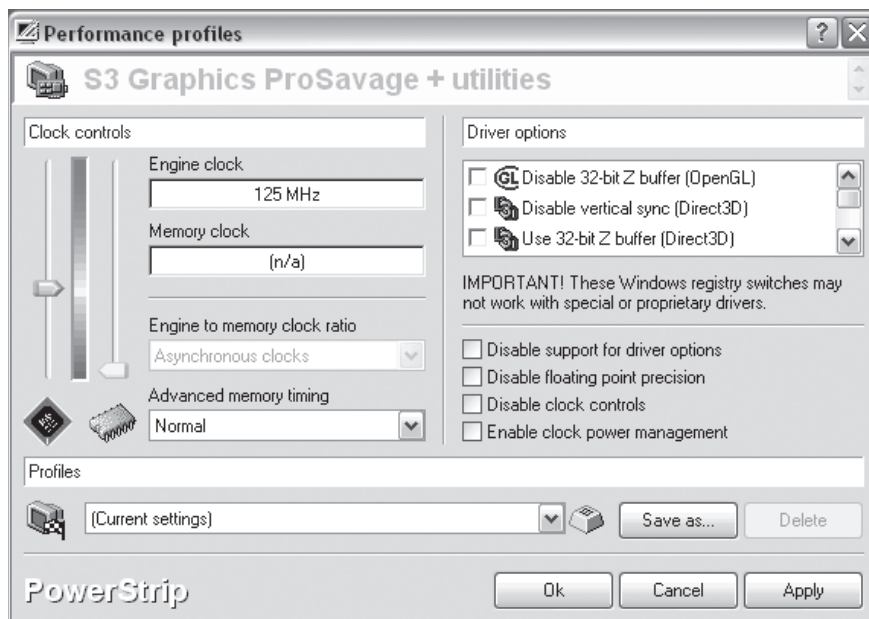 Performance profiles
S3 Graphics ProSavage + utilities
Clock controls
Engine clock
125 MHz
Memory clock
(n/a)
Engine to memory clock ratio
Asynchronous clocks
Advanced memory timing
Normal
Driver options
GL Disable 32-bit Z buffer (OpenGL)
Disable vertical sync (Direct3D)
Use 32-bit Z buffer (Direct3D)
IMPORTANT! These Windows registry switches may
not work with special or proprietary drivers.
Disable support for driver options
Disable floating point precision
Disable clock controls
Enable clock power management
Profiles
(Current settings)
Save as...
Delete
PowerStrip
Ok
Cancel
Apply